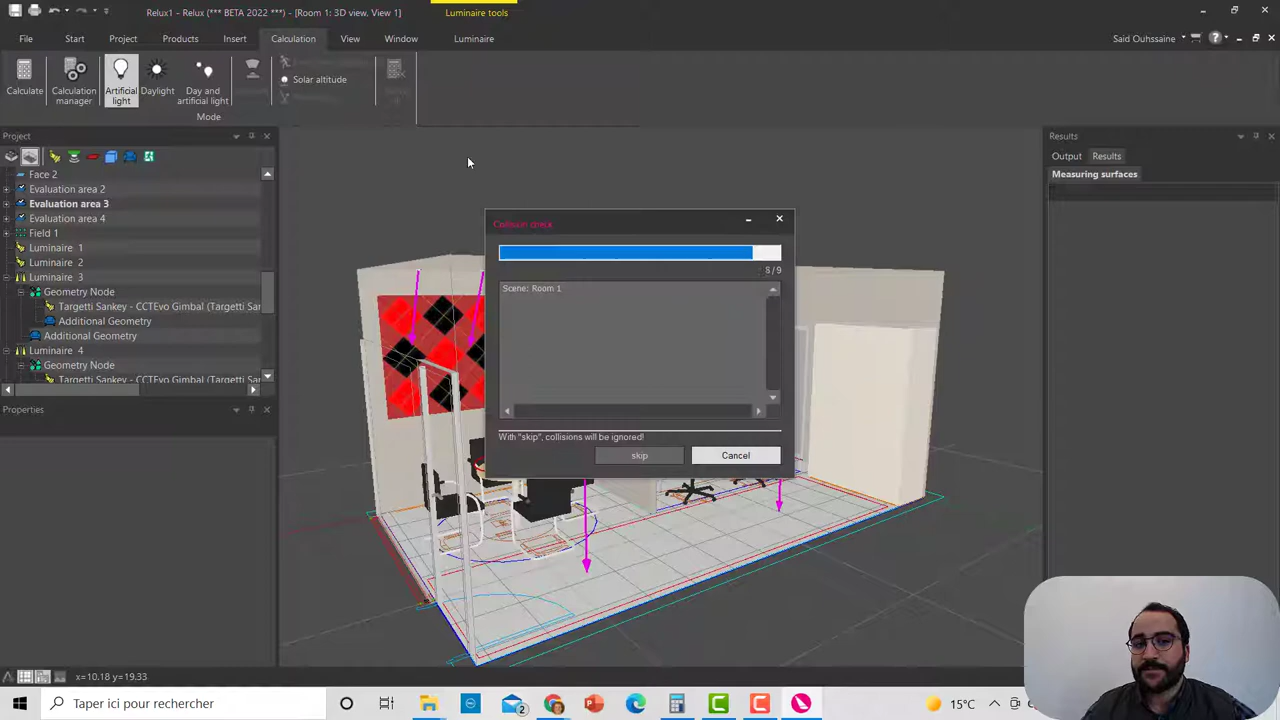 Relux1 - Relux (*** BETA 2022 ***) - [Room 1: 3D view, View 1]
Luminaire tools
File Start Project Products Insert Calculation View Window Luminaire
Said Ouhssaine
Calculate
Calculation manager
Artificial light
Daylight
Day and artificial light
Solar altitude
Mode
Project
Face 2
Evaluation area 2
Evaluation area 3
Evaluation area 4
Field 1
Luminaire 1
Luminaire 2
Luminaire 3
Geometry Node
Targetti Sankey - CCTEvo Gimbal (Targetti Sar
Additional Geometry
Additional Geometry
Luminaire 4
Geometry Node
Targetti Sankey - CCTEvo Gimbal (Targetti Sar
Properties
Collision check
8 / 9
Scene: Room 1
With "skip", collisions will be ignored!
skip
Cancel
Results
Output Results
Measuring surfaces
x=10.18 y=19.33
Taper ici pour rechercher
2
15°C